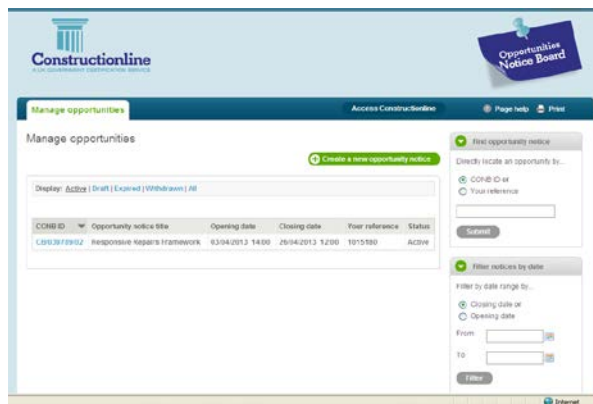 Constructionline
A UK GOVERNMENT CERTIFICATION SERVICE
Opportunities
Notice Board
Manage opportunities
Access Constructionline
Page help
Print
Manage opportunities
Create a new opportunity notice
Display: Active | Draft | Expired | Withdrawn | All
CONB ID Opportunity notice title Opening date Closing date Your reference Status
Responsive Repairs Framework 03/04/2013 14:00 26/04/2013 12:00 1015180 Active
Find opportunity notice
Directly locate an opportunity by...
CONB ID or
Your reference
Submit
Filter notices by date
Filter by date range by...
Closing date or
Opening date
From
To
Filter
Internet